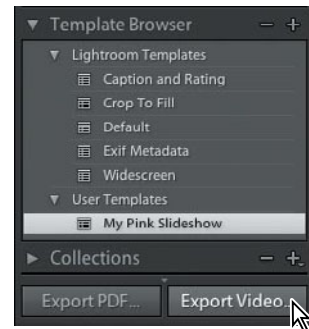 Template Browser
Lightroom Templates
Caption and Rating
Crop To Fill
Default
Exif Metadata
Widescreen
User Templates
My Pink Slideshow
Collections
Export PDF... Export Video...